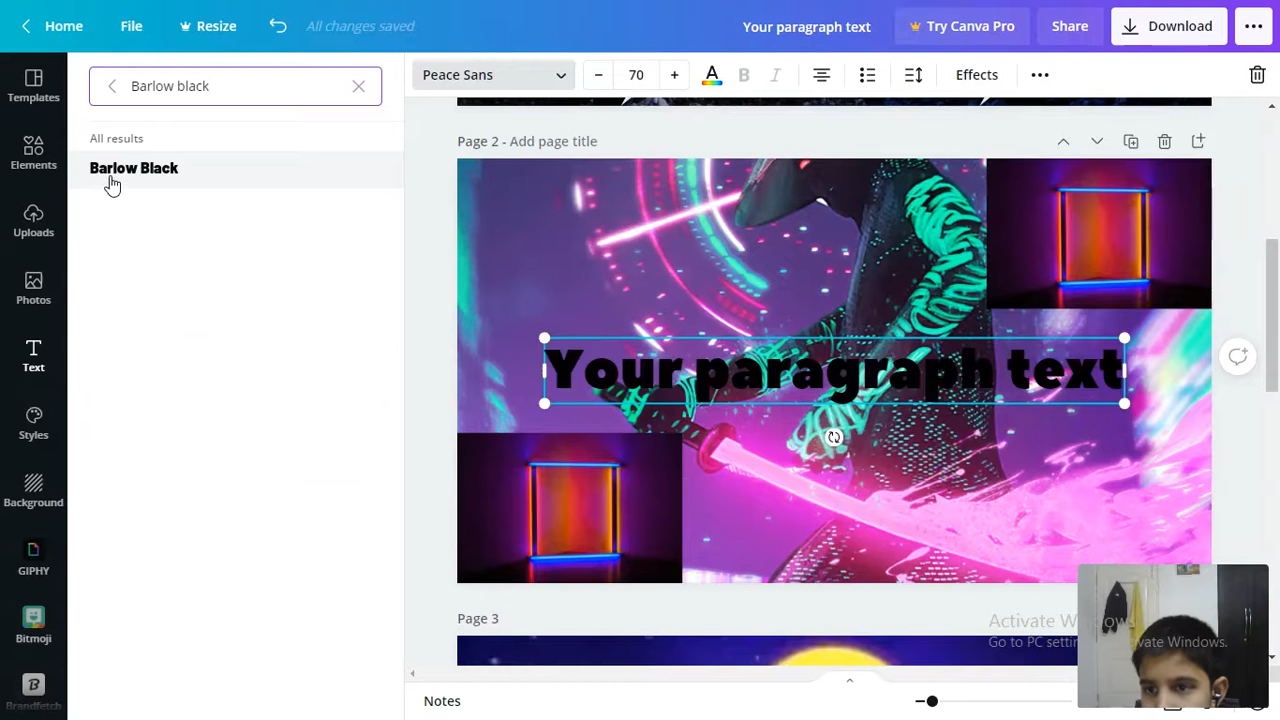 Home
File
Resize
All changes saved
Your paragraph text
Try Canva Pro
Share
Download
Templates
Elements
Uploads
Photos
Text
Styles
Background
GIPHY
Bitmoji
Brandfetch
Barlow black
All results
Barlow Black
Peace Sans
70
A
B
I
Effects
Page 2 - Add page title
Your paragraph text
Page 3
Activate Windows
Go to PC
Activate Windows.
Notes